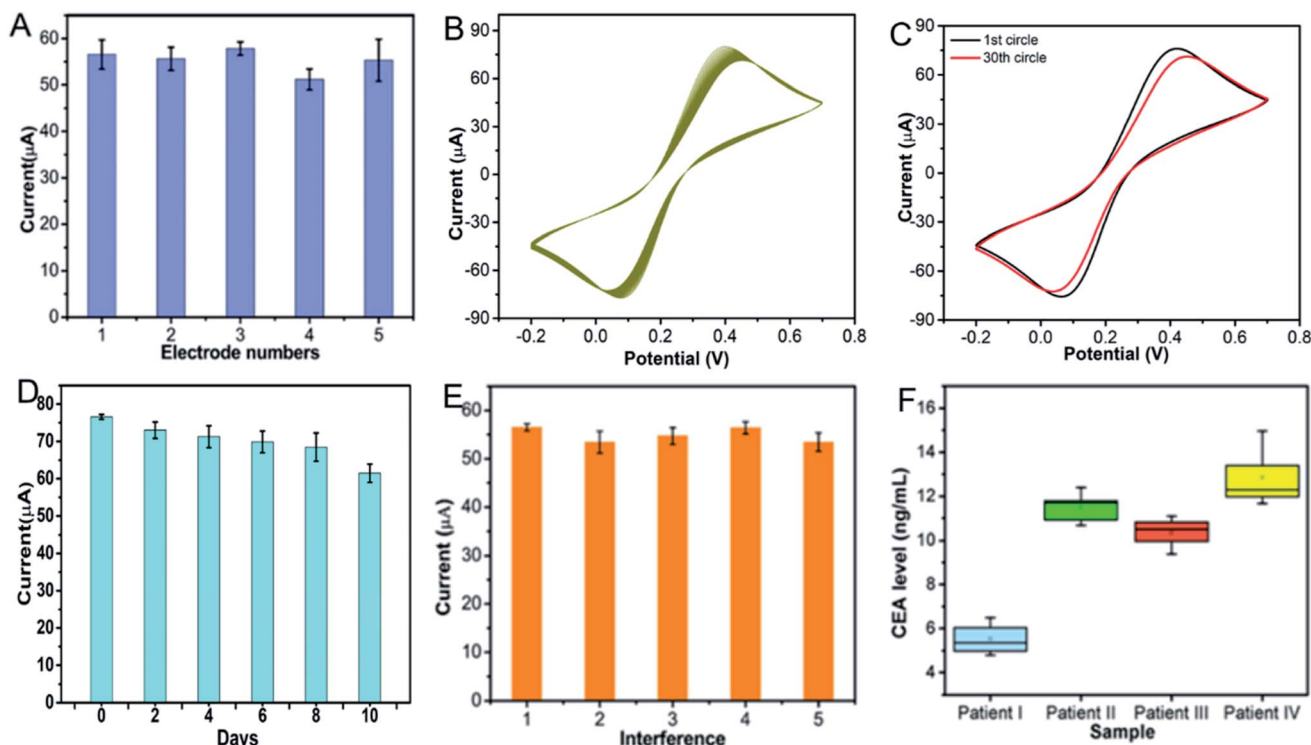 A
Current(μA)
60
50
40
30
20
10
0
1 2 3 4 5
Electrode numbers
B
Current (μA)
90
60
30
0
-30
-60
-90
-0.2 0.0 0.2 0.4 0.6 0.8
Potential (V)
C
1st circle
30th circle
Current (μA)
90
60
30
0
-30
-60
-90
-0.2 0.0 0.2 0.4 0.6 0.8
Potential (V)
D
Current(μA)
80
70
60
50
40
30
20
10
0
0 2 4 6 8 10
Days
E
Current (μA)
60
50
40
30
20
10
0
1 2 3 4 5
Interference
F
CEA level (ng/mL)
16
14
12
10
8
6
4
Patient I Patient II Patient III Patient IV
Sample